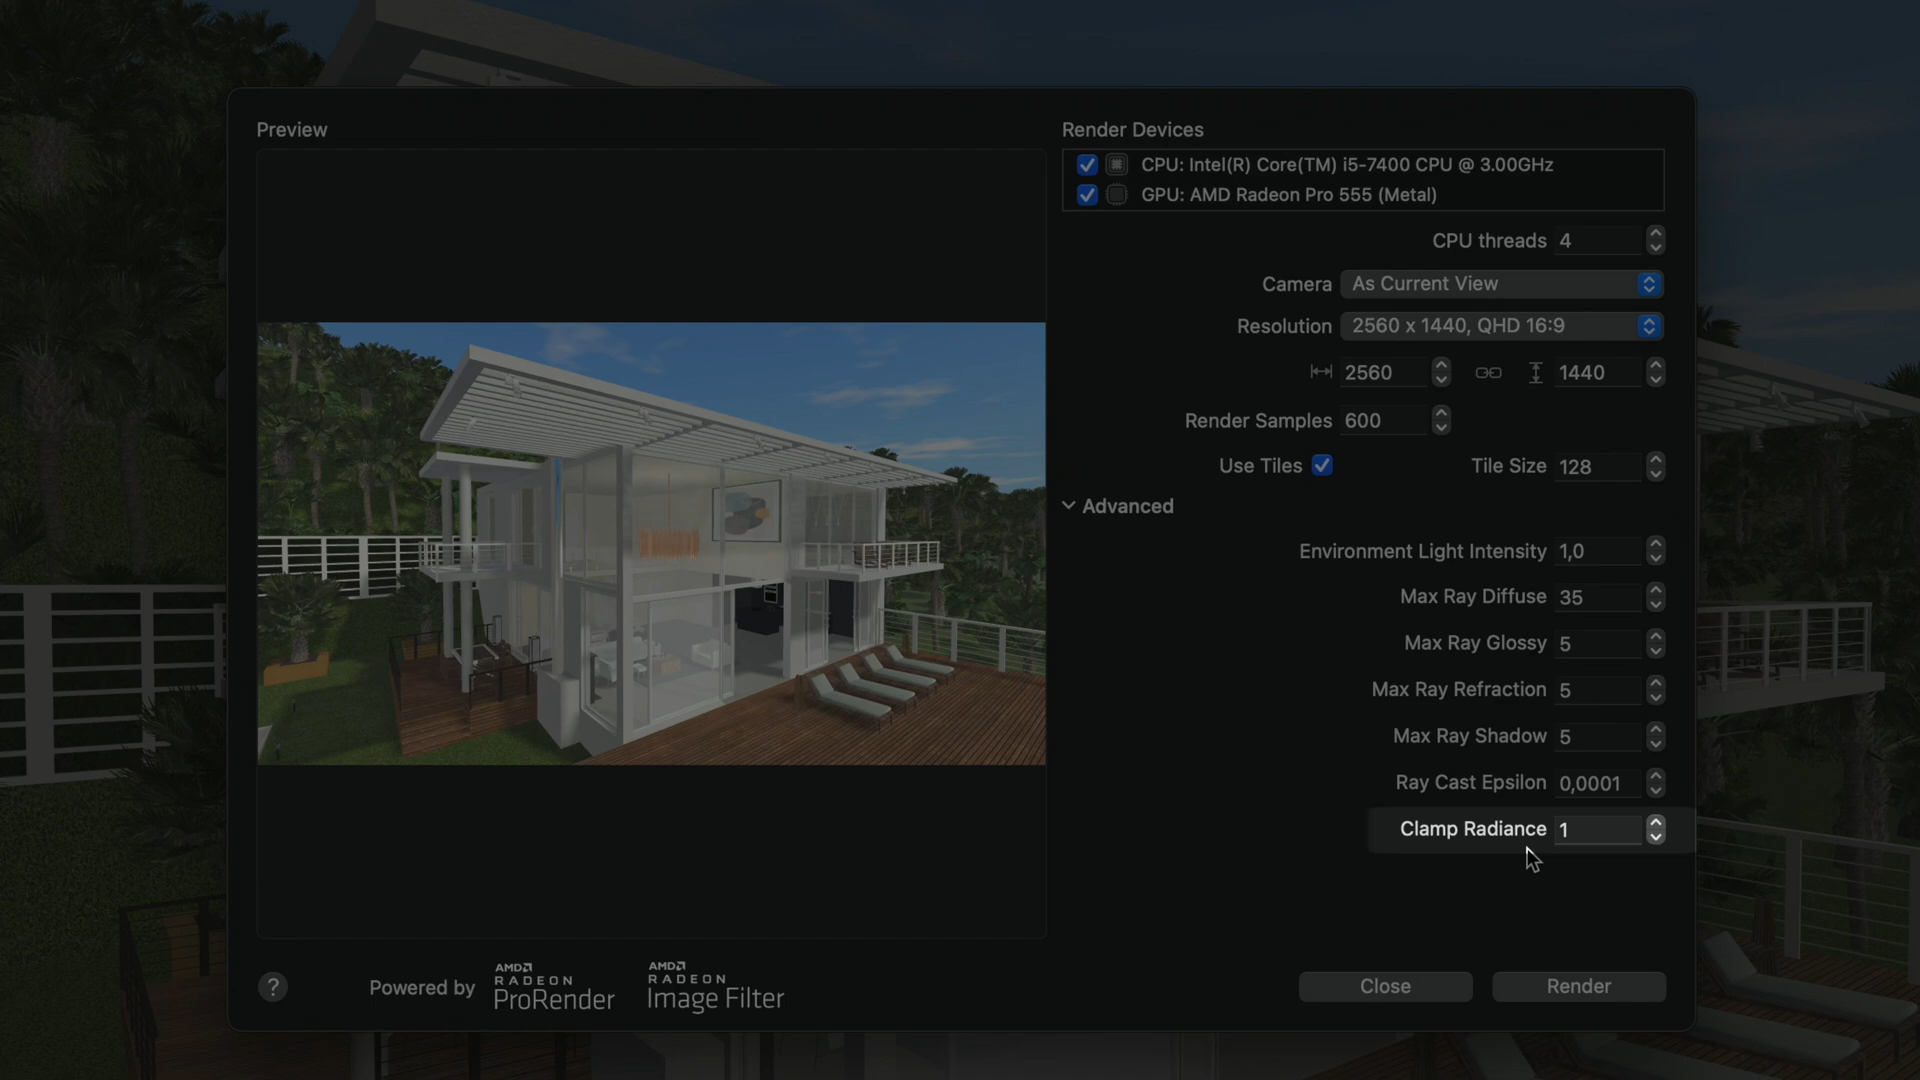 Preview
Render Devices
CPU: Intel(R) Core(TM) i5-7400 CPU @ 3.00GHz
GPU: AMD Radeon Pro 555 (Metal)
CPU threads 4
Camera As Current View
Resolution 2560 x 1440, QHD 16:9
2560 1440
Render Samples 600
Use Tiles Tile Size 128
Advanced
Environment Light Intensity 1,0
Max Ray Diffuse 35
Max Ray Glossy 5
Max Ray Refraction 5
Max Ray Shadow 5
Ray Cast Epsilon 0,0001
Clamp Radiance 1
?
Powered by
AMD
RADEON
ProRender
AMD
RADEON
Image Filter
Close Render